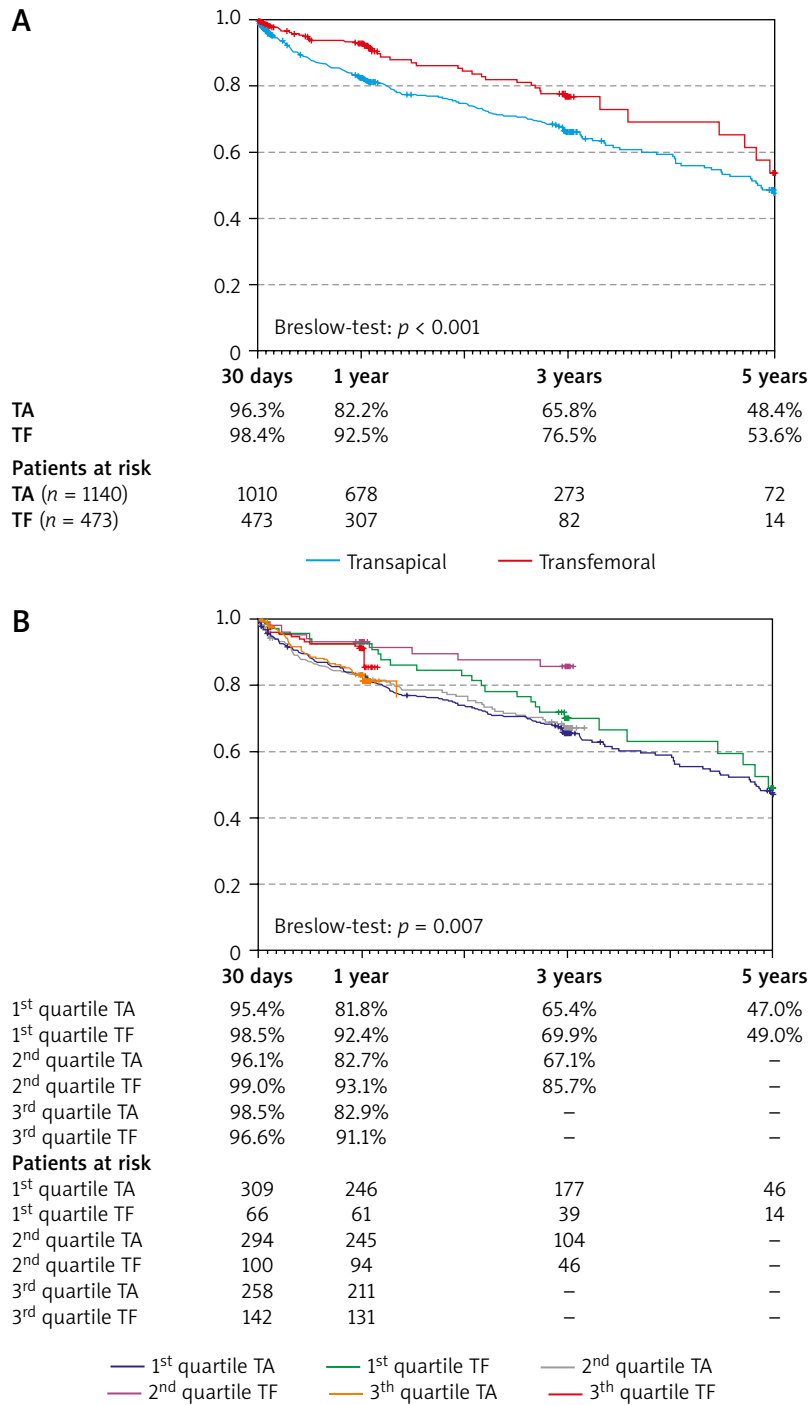 A
1.0
0.8
0.6
0.4
0.2
0
Breslow-test: p < 0.001
30 days 1 year 3 years 5 years
TA 96.3% 82.2% 65.8% 48.4%
TF 98.4% 92.5% 76.5% 53.6%
Patients at risk
TA (n = 1140) 1010 678 273 72
TF (n = 473) 473 307 82 14
Transapical Transfemoral
B
1.0
0.8
0.6
0.4
0.2
0
Breslow-test: p = 0.007
30 days 1 year 3 years 5 years
1st quartile TA 95.4% 81.8% 65.4% 47.0%
1st quartile TF 98.5% 92.4% 69.9% 49.0%
2nd quartile TA 96.1% 82.7% 67.1% –
2nd quartile TF 99.0% 93.1% 85.7% –
3rd quartile TA 98.5% 82.9% – –
3rd quartile TF 96.6% 91.1% – –
Patients at risk
1st quartile TA 309 246 177 46
1st quartile TF 66 61 39 14
2nd quartile TA 294 245 104 –
2nd quartile TF 100 94 46 –
3rd quartile TA 258 211 – –
3rd quartile TF 142 131 – –
1st quartile TA 1st quartile TF 2nd quartile TA
2nd quartile TF 3th quartile TA 3th quartile TF